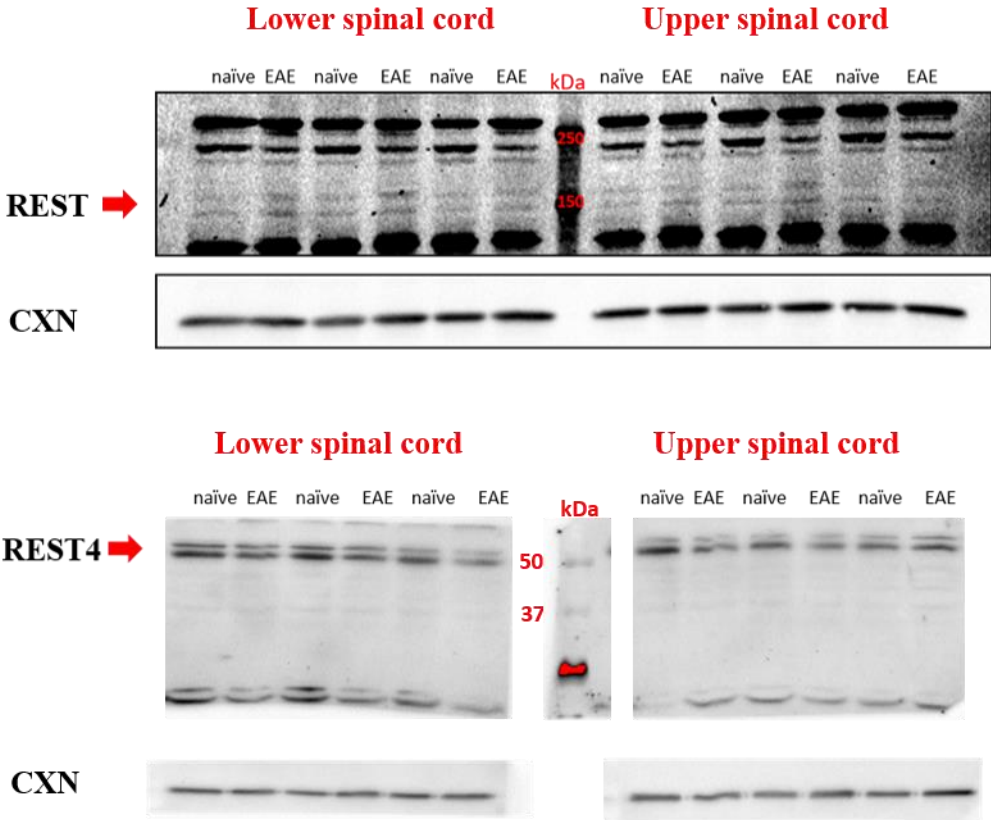 Lower spinal cord Upper spinal cord
naïve EAE naïve EAE naïve EAE kDa naïve EAE naïve EAE naïve EAE
250
REST 150
CXN
Lower spinal cord Upper spinal cord
naïve EAE naïve EAE naïve EAE kDa naïve EAE naïve EAE naïve EAE
REST4 50
37
CXN